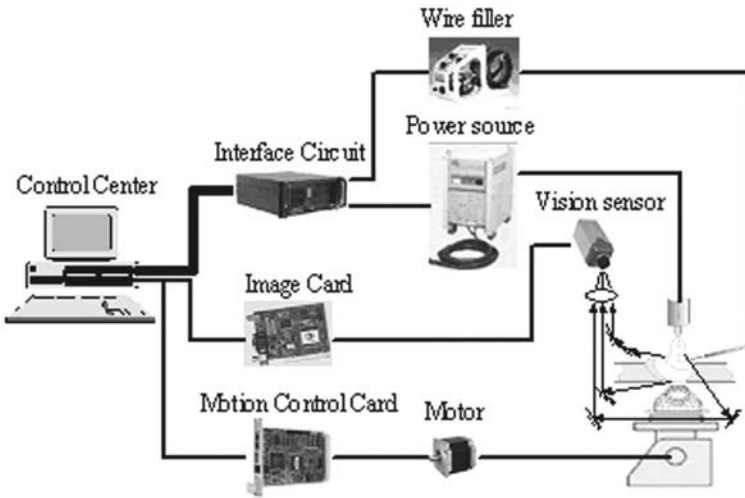 Wire filler
Power source
Interface Circuit
Control Center
Vision sensor
Image Card
Motion Control Card
Motor